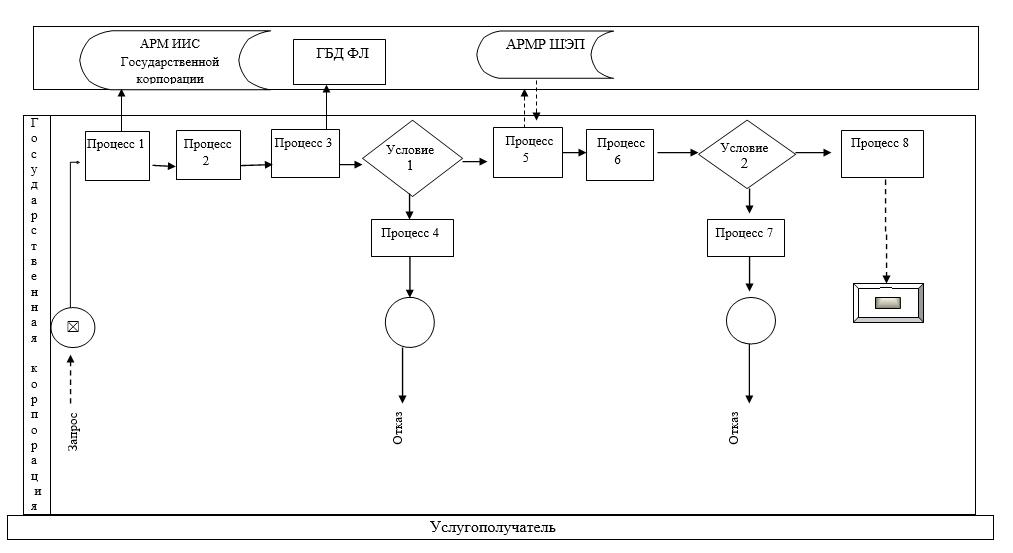 АРМ ИИС
Государственной
корпорации
ГБД ФЛ
АРМР ШЭП
Государственная корпорация
Процесс 1
Процесс
2
Процесс 3
Условие
1
Процесс
5
Процесс
6
Условие
2
Процесс 8
Процесс 4
Процесс 7
Запрос
Отказ
Отказ
Услугополучатель